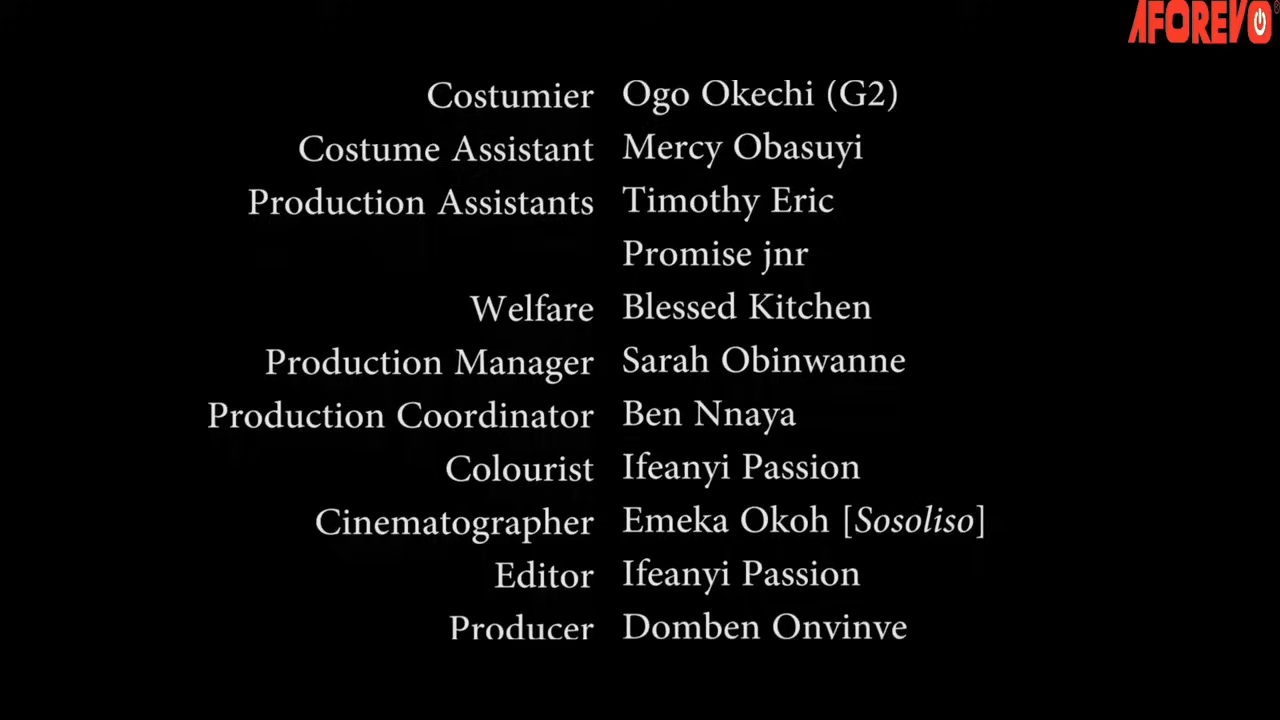 AFOREVO
Costumier Ogo Okechi (G2)
Costume Assistant Mercy Obasuyi
Production Assistants Timothy Eric
Promise jnr
Welfare Blessed Kitchen
Production Manager Sarah Obinwanne
Production Coordinator Ben Nnaya
Colourist Ifeanyi Passion
Cinematographer Emeka Okoh [Sosoliso]
Editor Ifeanyi Passion
Producer Domben Onyinye